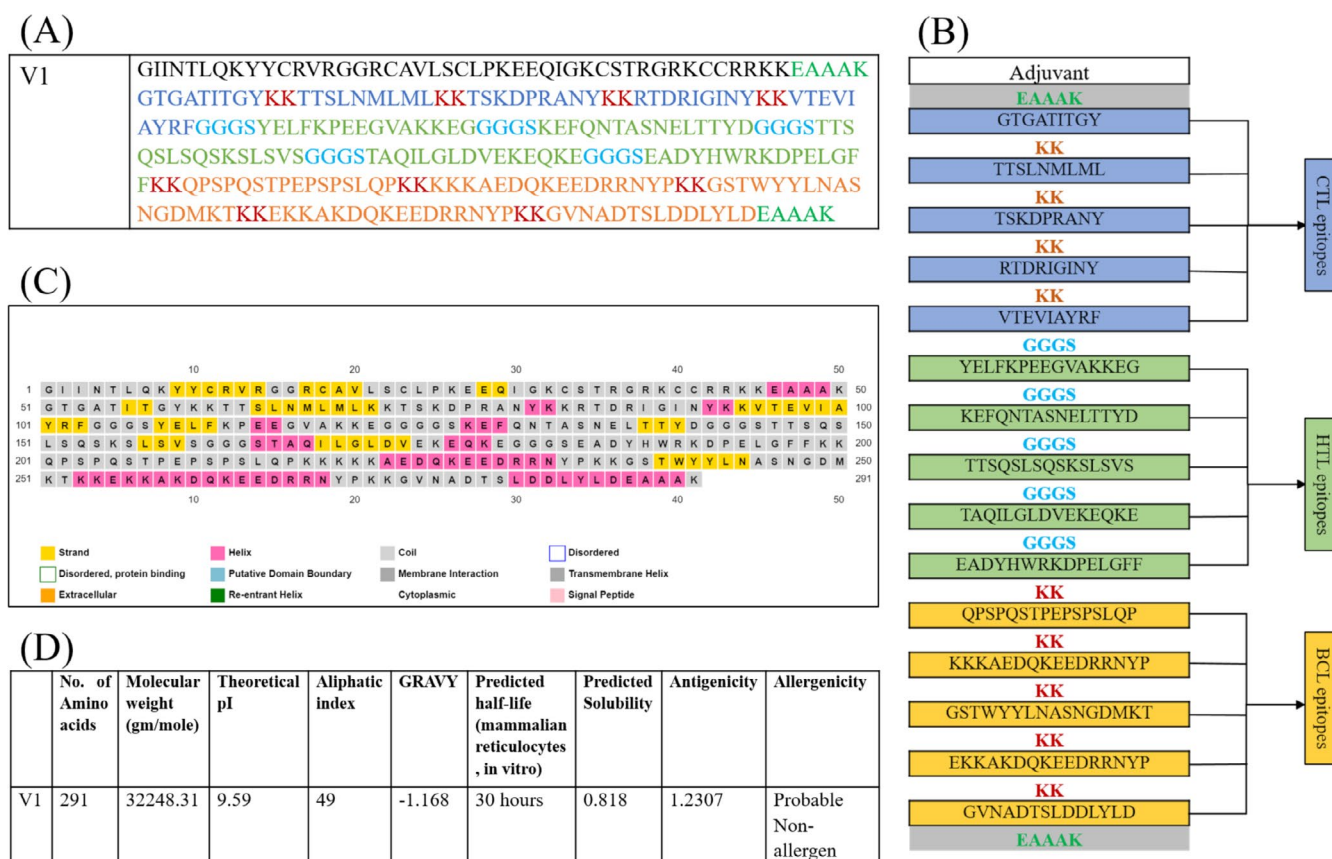 (A)
V1
GIINTLQKYYCRVRGGRCAVLSCLPKEEQIGKCSTRGRKCCRRKKEAAAK
GTGATITGYKKTTSLNMLMLKKTSKDPRANYKKRTDRIGINYKKVTEVI
AYRFGGGSYELFKPEEGVAKKEGGGGSKEFQNTASNELTTYDGGGSTTS
QSLSQSKSLSVSGGGSTAQILGLDVEKEQKEGGGSEADYHWRKDPELGF
FKKQPSPQSTPEPSPSLQPKKKKKAEDQKEEDRRNYPKKGSTWYYLNAS
NGDMKTKKEKKAKDQKEEDRRNYPKKGVNADTSLDDLYLDEAAAK
(B)
Adjuvant
EAAAK
GTGATITGY
KK
TTSLNMLML
KK
TSKDPRANY
KK
RTDRIGINY
KK
VTEVIAYRF
CTL epitopes
GGGS
YELFKPEEGVAKKEG
GGGS
KEFQNTASNELTTYD
GGGS
TTSQSLSQSKSLSVS
GGGS
TAQILGLDVEKEQKE
GGGS
EADYHWRKDPELGFF
HTL epitopes
KK
QPSPQSTPEPSPSLQP
KK
KKKAEDQKEEDRRNYP
KK
GSTWYYLNASNGDMKT
KK
EKKAKDQKEEDRRNYP
KK
GVNADTSLDDLYLD
EAAAK
BCL epitopes
(C)
10 20 30 40 50
1 G I I N T L Q K Y Y C R V R G G R C A V L S C L P K E E Q I G K C S T R G R K C C R R K K E A A A K 50
51 G T G A T I T G Y K K T T S L N M L M L K K T S K D P R A N Y K K R T D R I G I N Y K K V T E V I A 100
101 Y R F G G G S Y E L F K P E E G V A K K E G G G G S K E F Q N T A S N E L T T Y D G G G S T T S Q S 150
151 L S Q S K S L S V S G G G S T A Q I L G L D V E K E Q K E G G G S E A D Y H W R K D P E L G F F K K 200
201 Q P S P Q S T P E P S P S L Q P K K K K K A E D Q K E E D R R N Y P K K G S T W Y Y L N A S N G D M 250
251 K T K K E K K A K D Q K E E D R R N Y P K K G V N A D T S L D D L Y L D E A A A K 291
10 20 30 40 50
Strand Helix Coil Disordered
Disordered, protein binding Putative Domain Boundary Membrane Interaction Transmembrane Helix
Extracellular Re-entrant Helix Cytoplasmic Signal Peptide
(D)
No. of Amino acids
Molecular weight (gm/mole)
Theoretical pI
Aliphatic index
GRAVY
Predicted half-life (mammalian reticulocytes , in vitro)
Predicted Solubility
Antigenicity
Allergenicity
V1 291 32248.31 9.59 49 -1.168 30 hours 0.818 1.2307 Probable Non-allergen